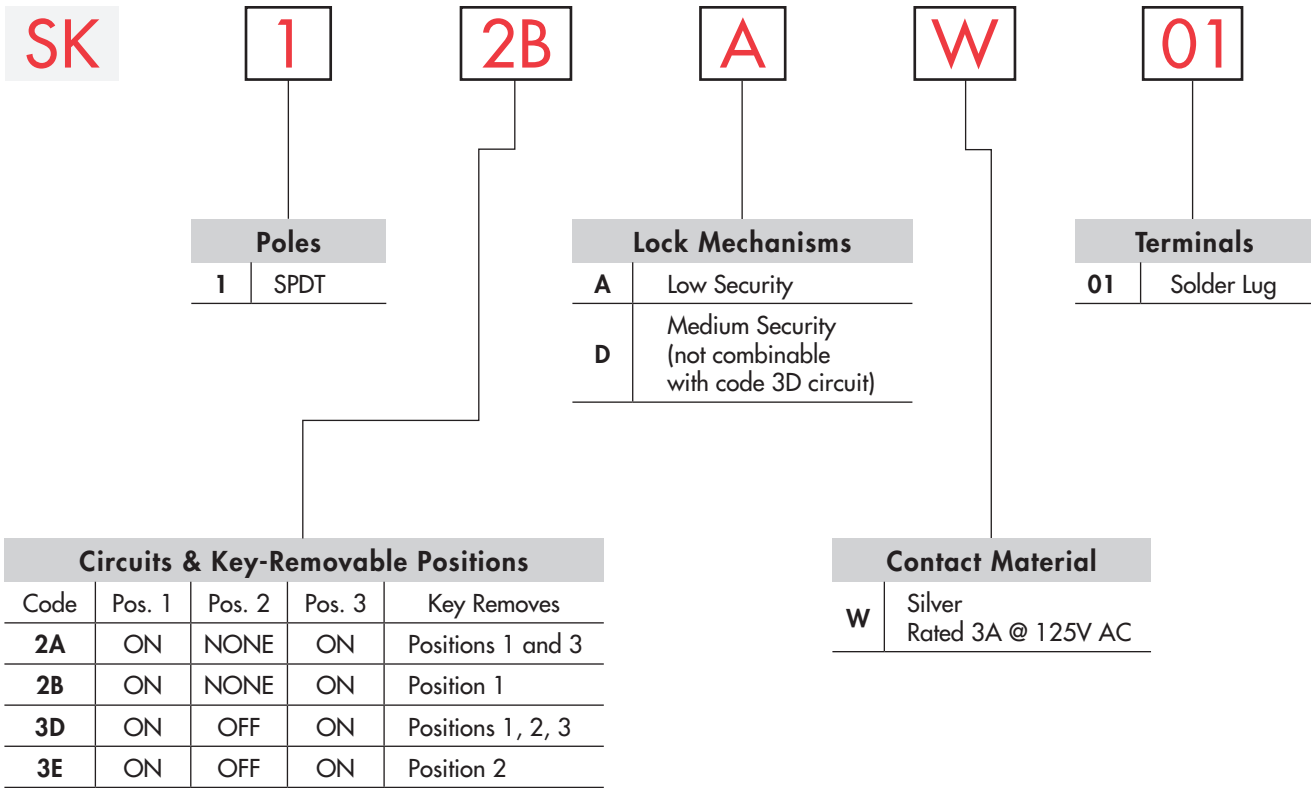 SK 1 2B A W 01
Poles
1 SPDT
Lock Mechanisms
A Low Security
D Medium Security
(not combinable
with code 3D circuit)
Terminals
01 Solder Lug
Circuits & Key-Removable Positions
Code Pos. 1 Pos. 2 Pos. 3 Key Removes
2A ON NONE ON Positions 1 and 3
2B ON NONE ON Position 1
3D ON OFF ON Positions 1, 2, 3
3E ON OFF ON Position 2
Contact Material
W Silver
Rated 3A @ 125V AC